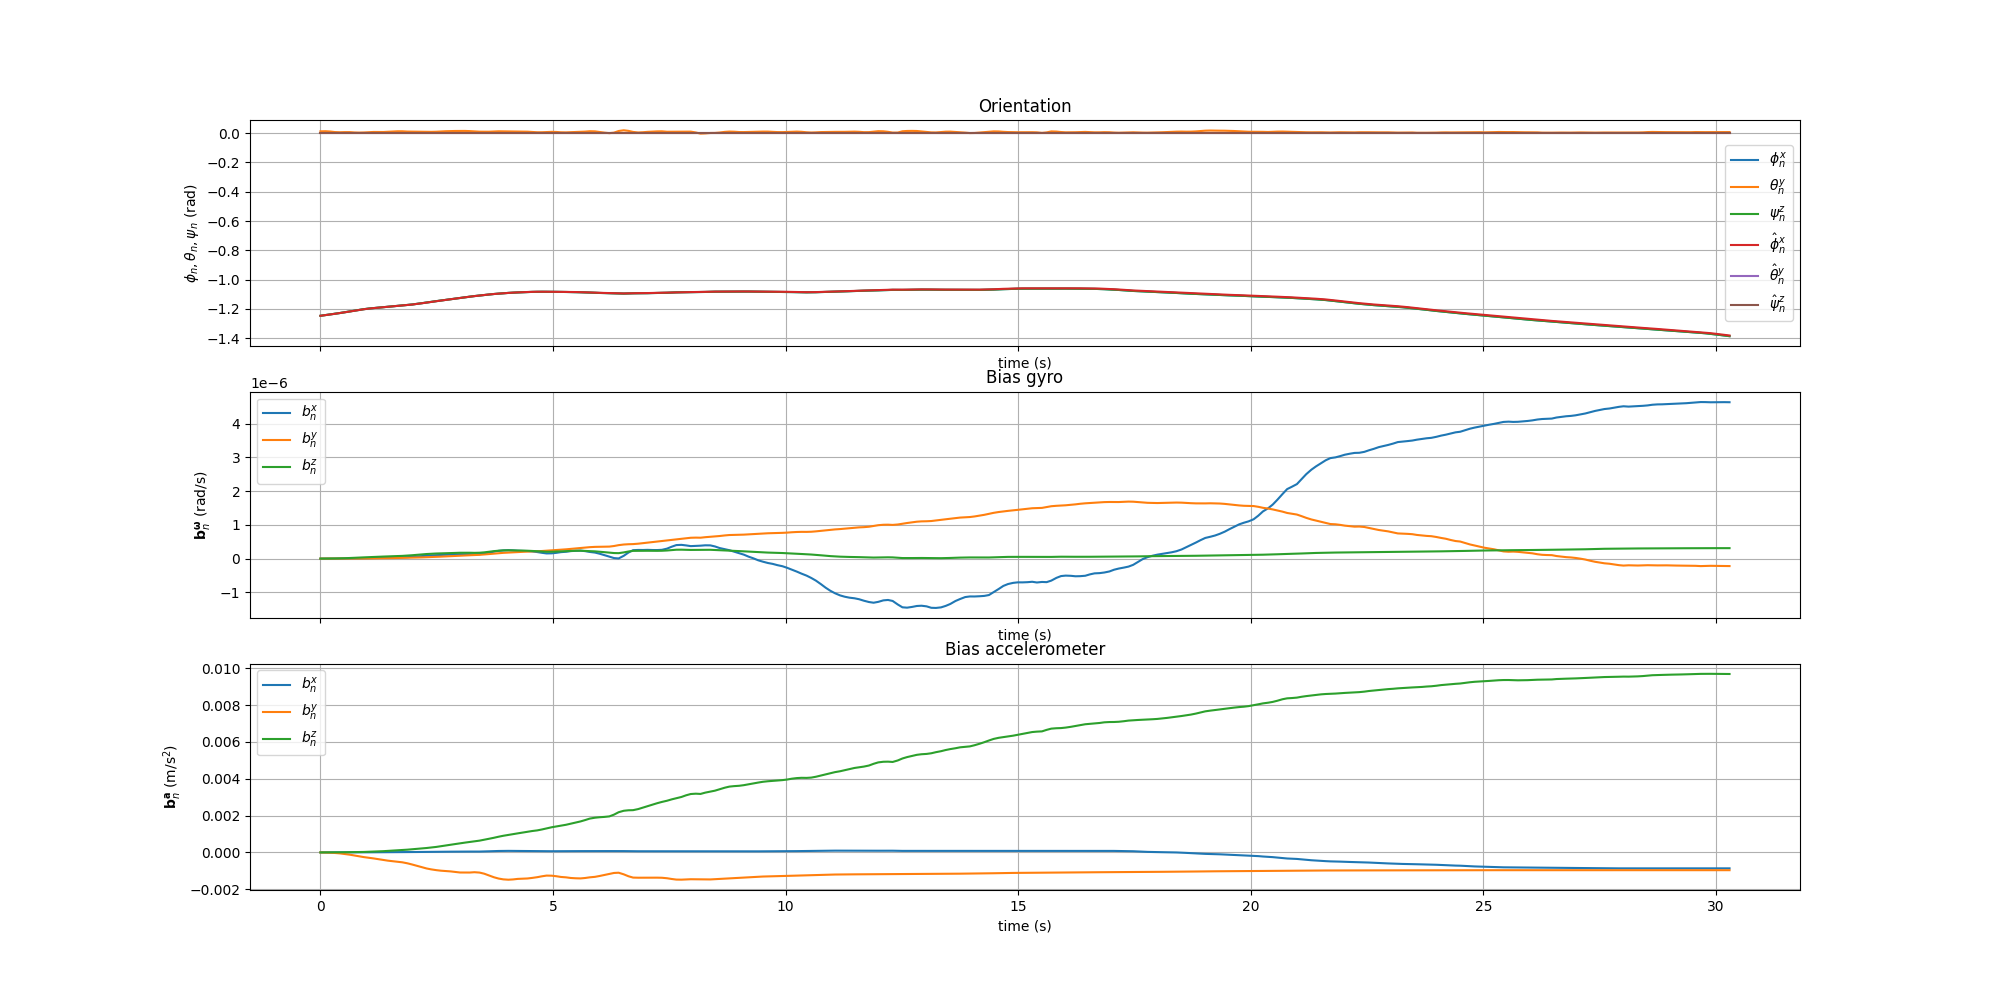 Orientation
ϕₙ, θₙ, ψₙ (rad)
0.0
−0.2
−0.4
−0.6
−0.8
−1.0
−1.2
−1.4
ϕₙˣ
θₙʸ
ψₙᶻ
ϕ̂ₙˣ
θ̂ₙʸ
ψ̂ₙᶻ
time (s)
Bias gyro
1e−6
bₙ^ω (rad/s)
4
3
2
1
0
−1
bₙˣ
bₙʸ
bₙᶻ
time (s)
Bias accelerometer
bₙᵃ (m/s²)
0.010
0.008
0.006
0.004
0.002
0.000
−0.002
bₙˣ
bₙʸ
bₙᶻ
0 5 10 15 20 25 30
time (s)